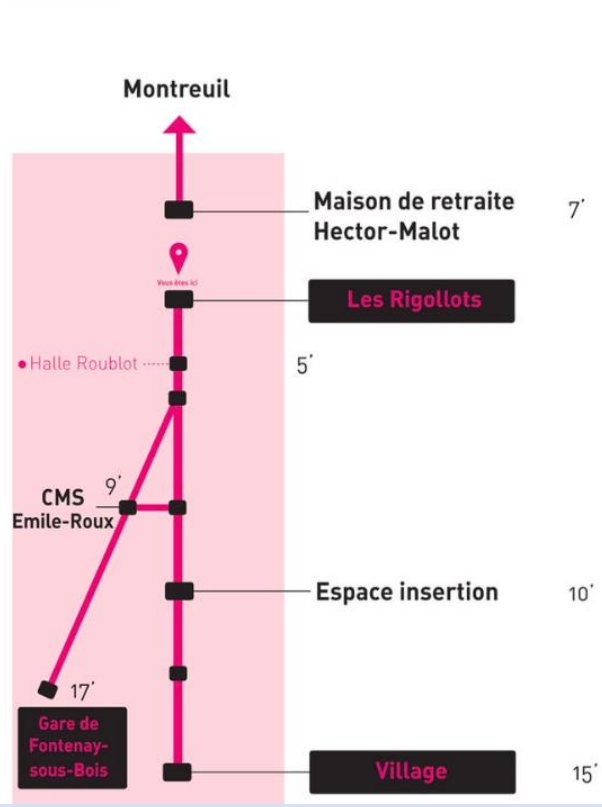 Montreuil
Maison de retraite 7'
Hector-Malot
Vous êtes ici
Les Rigollots
Halle Roublot 5'
9'
CMS
Emile-Roux
Espace insertion 10'
17'
Gare de
Fontenay-
sous-Bois
Village 15'